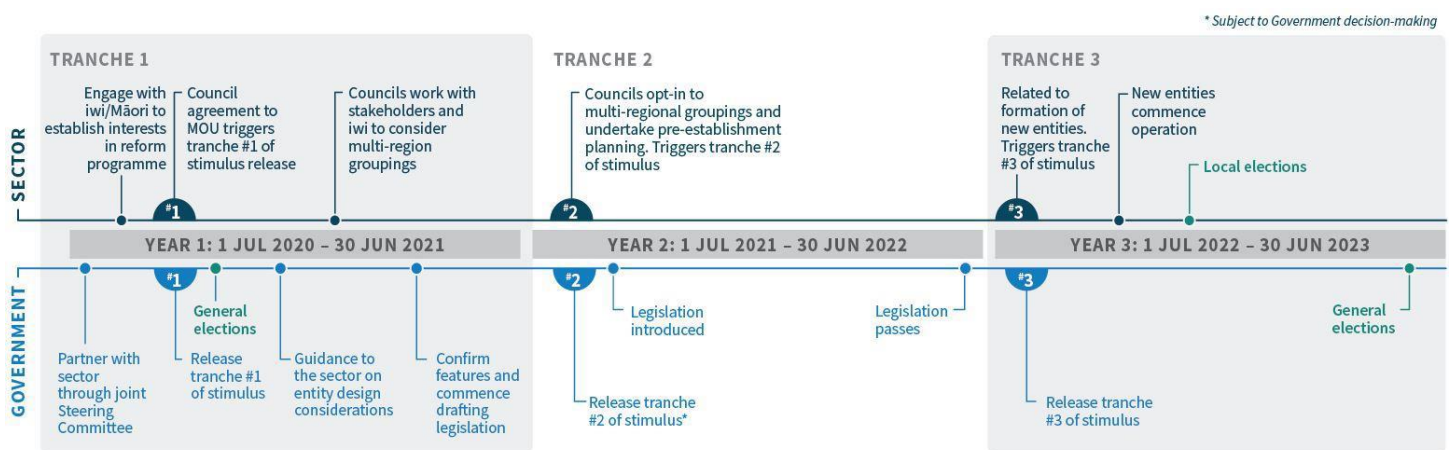 * Subject to Government decision-making
TRANCHE 1
TRANCHE 2
TRANCHE 3
SECTOR
Engage with
iwi/Māori to
establish interests
in reform
programme
Council
agreement to
MOU triggers
tranche #1 of
stimulus release
Councils work with
stakeholders and
iwi to consider
multi-region
groupings
Councils opt-in to
multi-regional groupings and
undertake pre-establishment
planning. Triggers tranche #2
of stimulus
Related to
formation of
new entities.
Triggers tranche
#3 of stimulus
New entities
commence
operation
Local elections
#1
#2
#3
YEAR 1: 1 JUL 2020 – 30 JUN 2021
YEAR 2: 1 JUL 2021 – 30 JUN 2022
YEAR 3: 1 JUL 2022 – 30 JUN 2023
GOVERNMENT
#1
#2
#3
Partner with
sector
through joint
Steering
Committee
Release
tranche #1
of stimulus
General
elections
Guidance to
the sector on
entity design
considerations
Confirm
features and
commence
drafting
legislation
Release tranche
#2 of stimulus*
Legislation
introduced
Legislation
passes
Release tranche
#3 of stimulus
General
elections